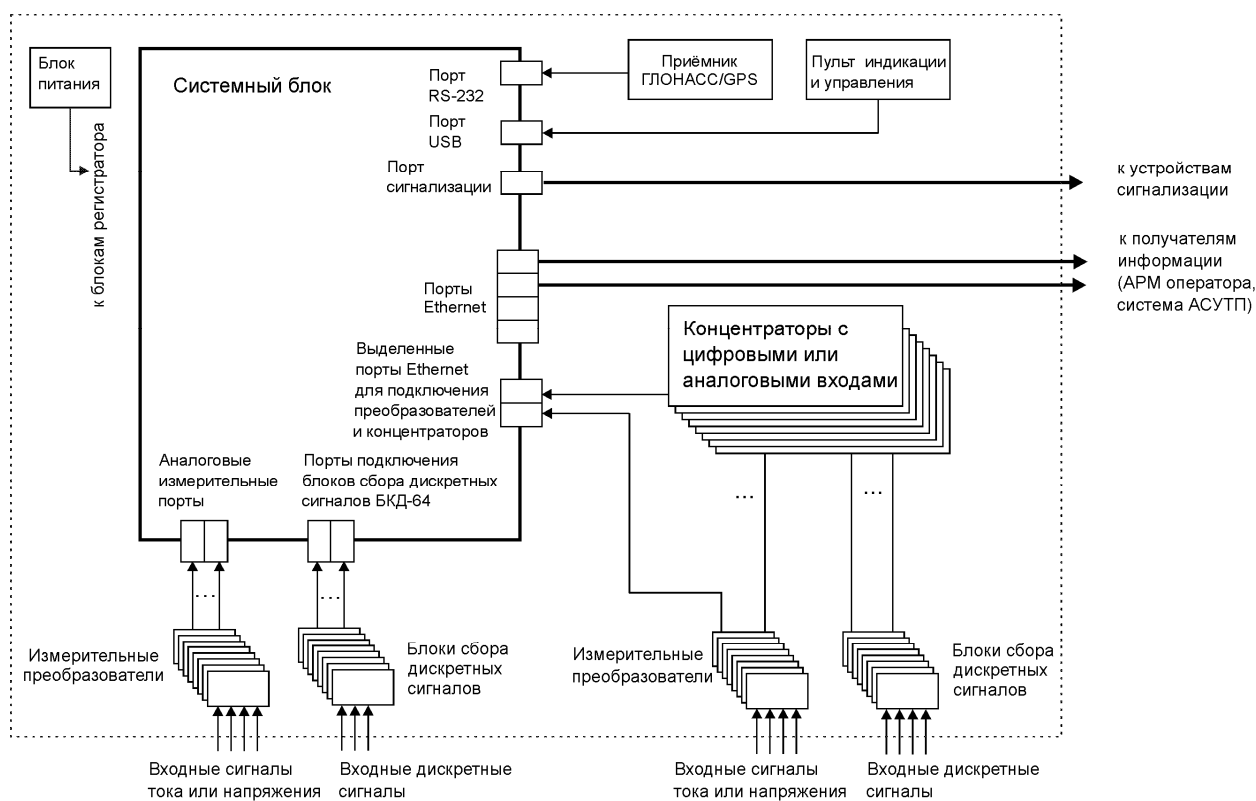 Блок
питания
к блокам регистратора
Системный блок
Порт
RS-232
Порт
USB
Порт
сигнализации
Порты
Ethernet
Выделенные
порты Ethernet
для подключения
преобразователей
и концентраторов
Аналоговые
измерительные
порты
Порты подключения
блоков сбора дискретных
сигналов БКД-64
Приёмник
ГЛОНАСС/GPS
Пульт индикации
и управления
к устройствам
сигнализации
к получателям
информации
(АРМ оператора,
система АСУТП)
Концентраторы с
цифровыми или
аналоговыми входами
...
...
...
...
Измерительные
преобразователи
Блоки сбора
дискретных
сигналов
Измерительные
преобразователи
Блоки сбора
дискретных
сигналов
Входные сигналы
тока или напряжения
Входные дискретные
сигналы
Входные сигналы
тока или напряжения
Входные дискретные
сигналы